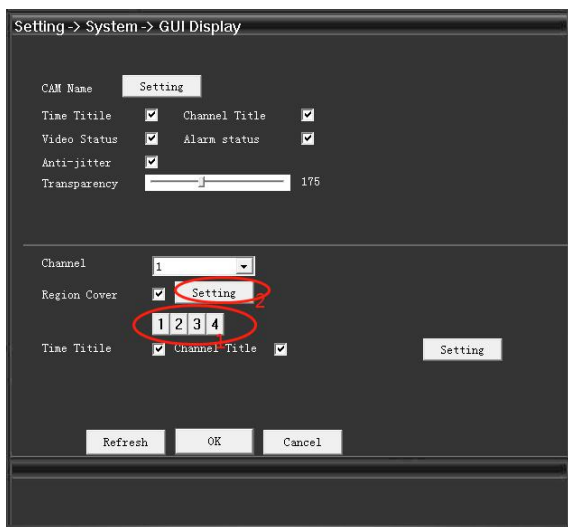 Setting -> System -> GUI Display
CAM Name Setting
Time Titile Channel Title
Video Status Alarm status
Anti-jitter
Transparency 175
Channel 1
Region Cover Setting 2
1 2 3 4
1
Time Titile Channel Title Setting
Refresh OK Cancel